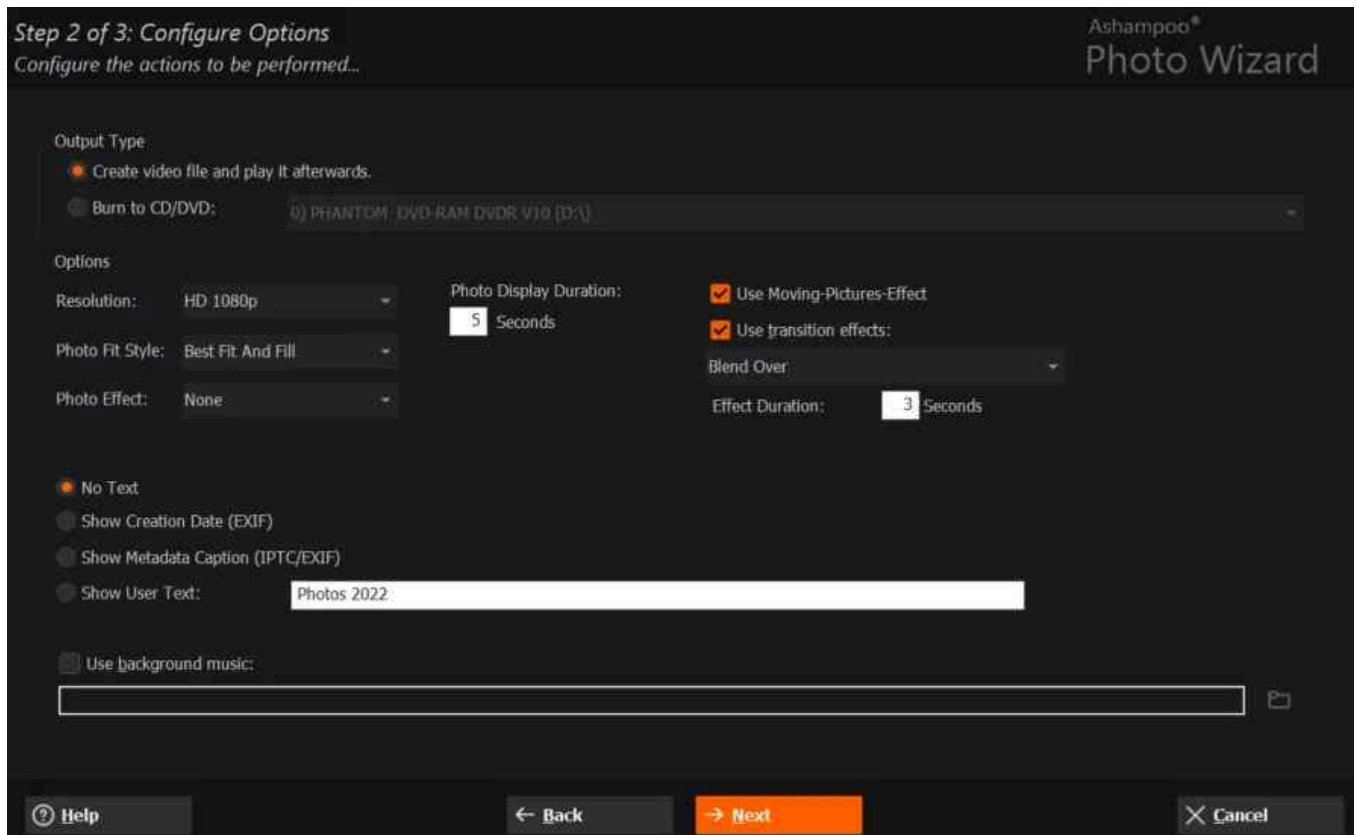 Step 2 of 3: Configure Options
Configure the actions to be performed...
Ashampoo®
Photo Wizard
Output Type
Create video file and play it afterwards.
Burn to CD/DVD:
0) PHANTOM DVD-RAM DVDR V10 [D:\]
Options
Resolution:
HD 1080p
Photo Fit Style:
Best Fit And Fill
Photo Effect:
None
Photo Display Duration:
5 Seconds
Use Moving-Pictures-Effect
Use transition effects:
Blend Over
Effect Duration:
3 Seconds
No Text
Show Creation Date (EXIF)
Show Metadata Caption (IPTC/EXIF)
Show User Text:
Photos 2022
Use background music:
? Help
← Back
→ Next
Cancel